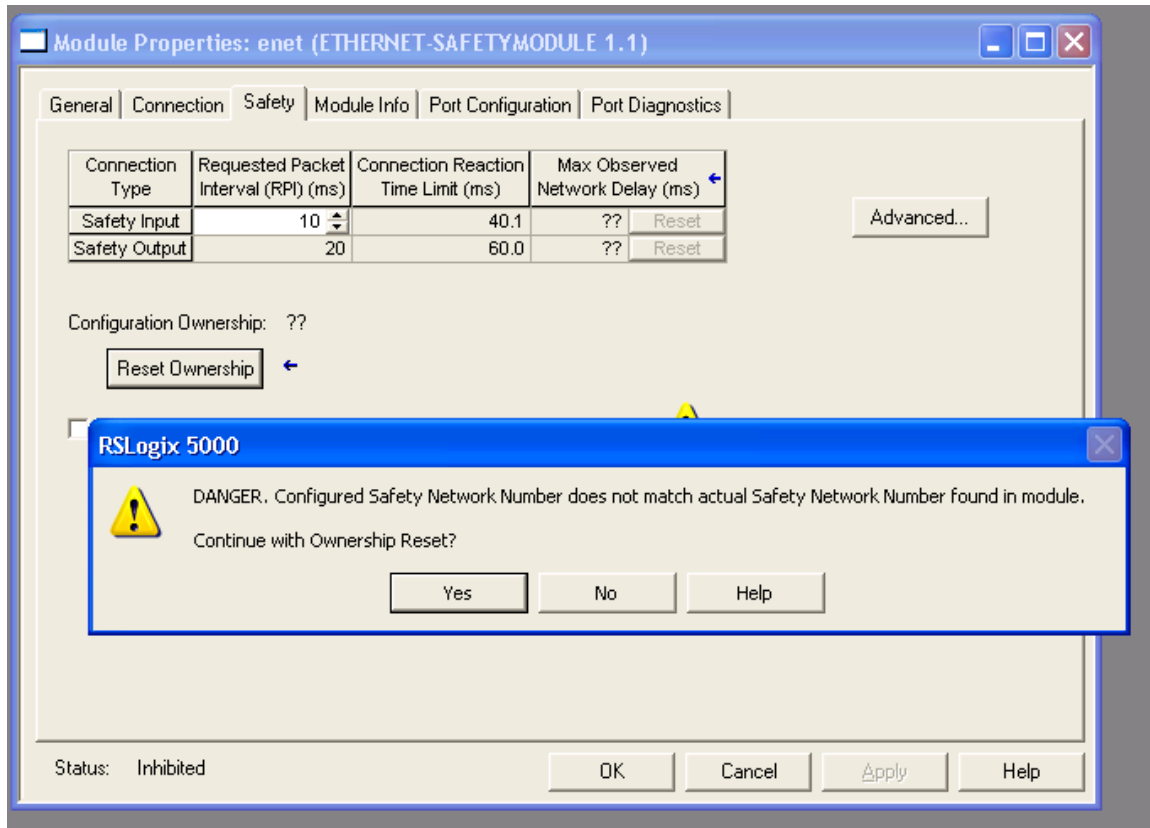 Module Properties: enet (ETHERNET-SAFETYMODULE 1.1)
General Connection Safety Module Info Port Configuration Port Diagnostics
Connection Type Requested Packet Interval (RPI) (ms) Connection Reaction Time Limit (ms) Max Observed Network Delay (ms)
Safety Input 10 40.1 ?? Reset
Safety Output 20 60.0 ?? Reset
Advanced...
Configuration Ownership: ??
Reset Ownership
RSLogix 5000
DANGER. Configured Safety Network Number does not match actual Safety Network Number found in module.
Continue with Ownership Reset?
Yes No Help
Status: Inhibited
OK Cancel Apply Help